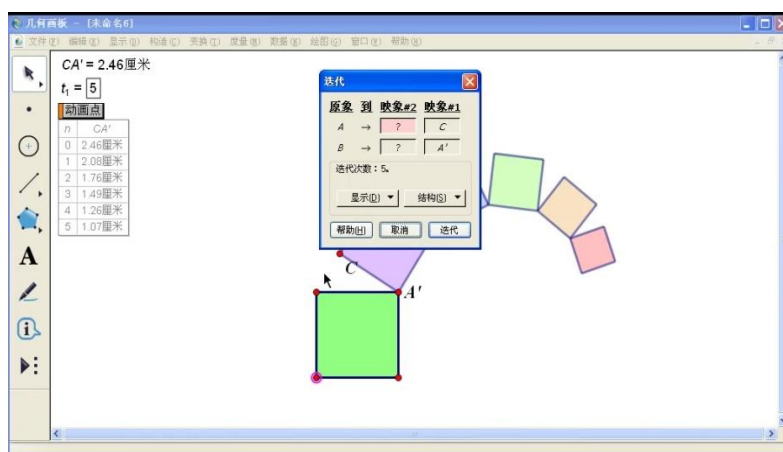 几何画板 - [未命名6]
文件(F) 编辑(E) 显示(D) 构造(C) 变换(T) 度量(M) 数据(N) 绘图(G) 窗口(W) 帮助(H)
CA' = 2.46厘米
t₁ = 5
动画点
n CA'
0 2.46厘米
1 2.08厘米
2 1.76厘米
3 1.49厘米
4 1.26厘米
5 1.07厘米
A
迭代
原象 到 映象#2 映象#1
A → ? C
B → ? A'
迭代次数：5。
显示(D) 结构(S)
帮助(H) 取消 迭代
C
A'